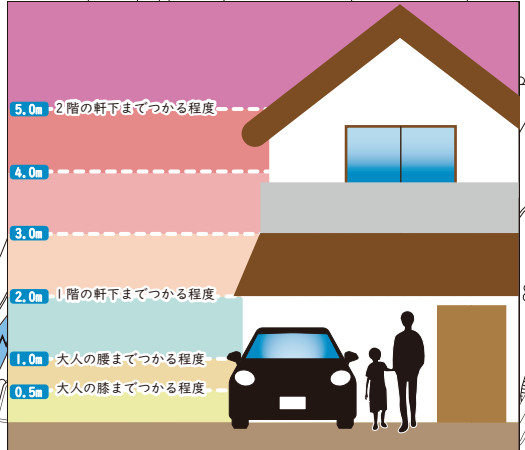 5.0m 2階の軒下までつかる程度
4.0m
3.0m
2.0m 1階の軒下までつかる程度
1.0m 大人の腰までつかる程度
0.5m 大人の膝までつかる程度